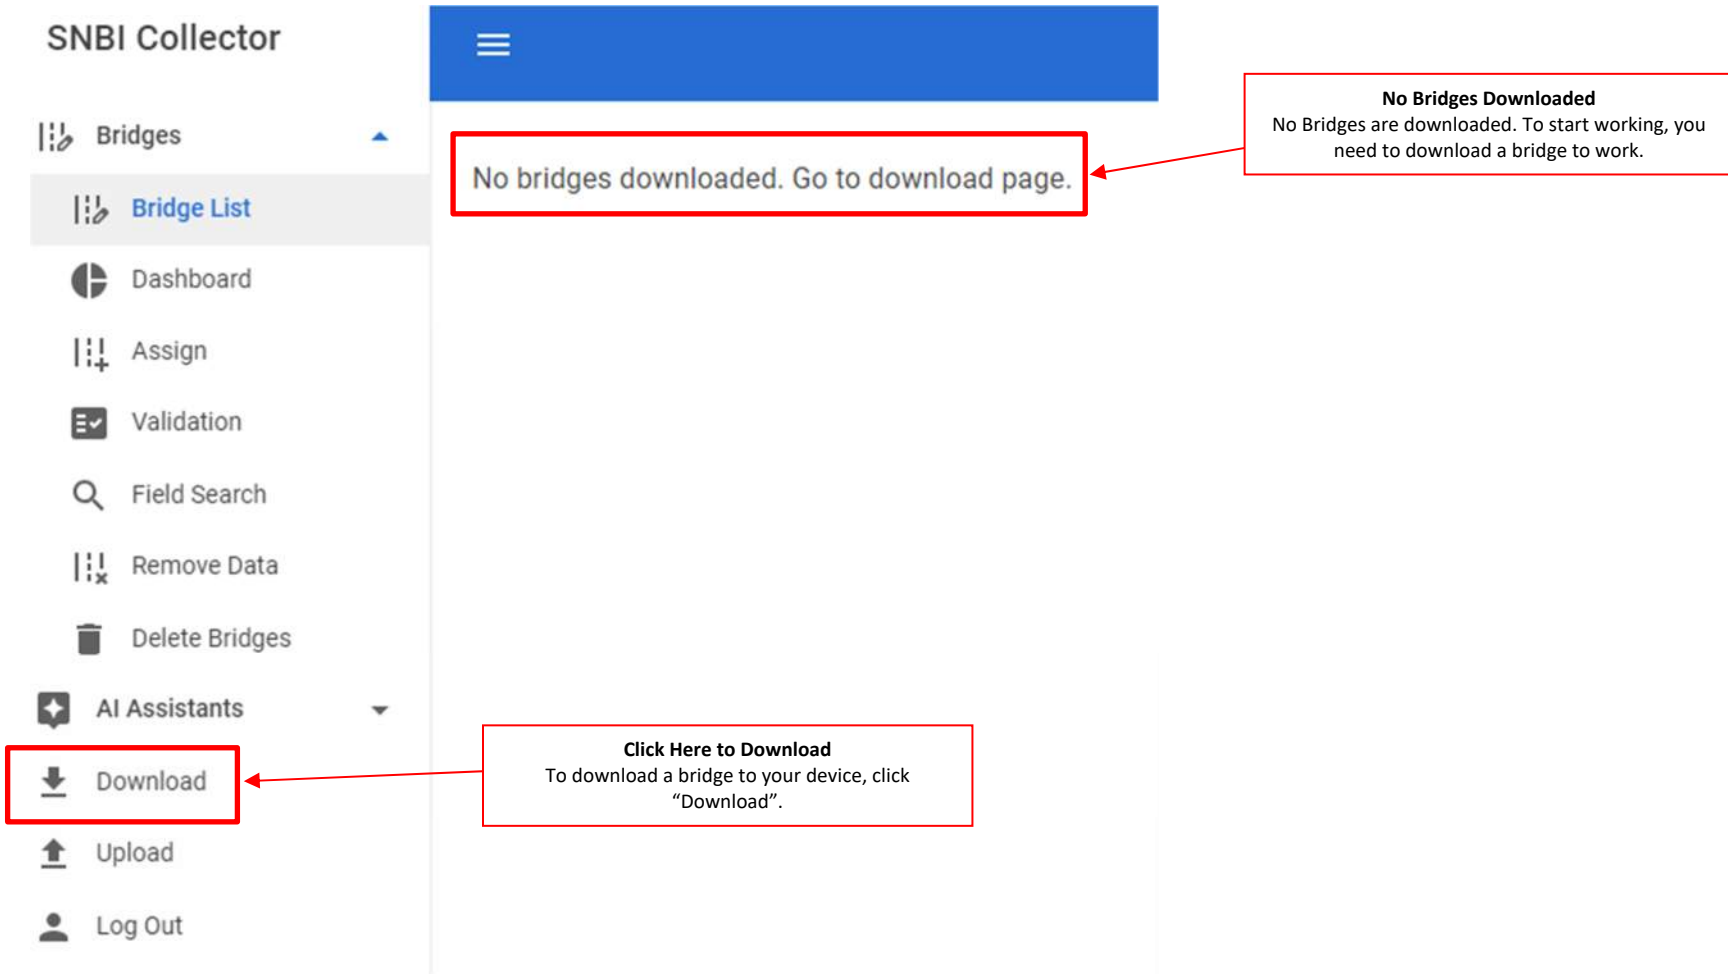 SNBI Collector
Bridges
Bridge List
Dashboard
Assign
Validation
Field Search
Remove Data
Delete Bridges
AI Assistants
Download
Upload
Log Out
No bridges downloaded. Go to download page.
No Bridges Downloaded
No Bridges are downloaded. To start working, you
need to download a bridge to work.
Click Here to Download
To download a bridge to your device, click
“Download”.